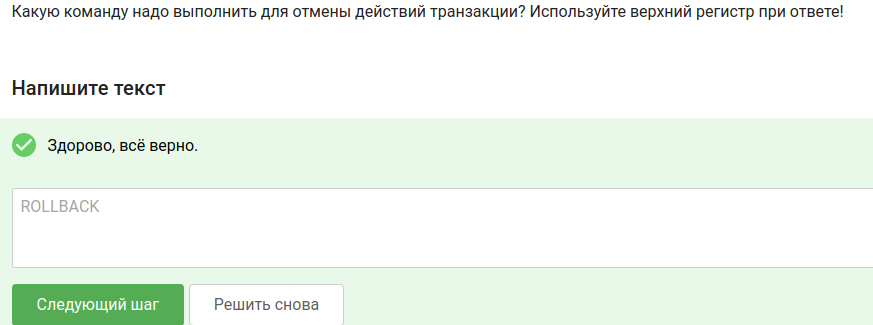 Какую команду надо выполнить для отмены действий транзакции? Используйте верхний регистр при ответе!
Напишите текст
Здорово, всё верно.
ROLLBACK
Следующий шаг
Решить снова